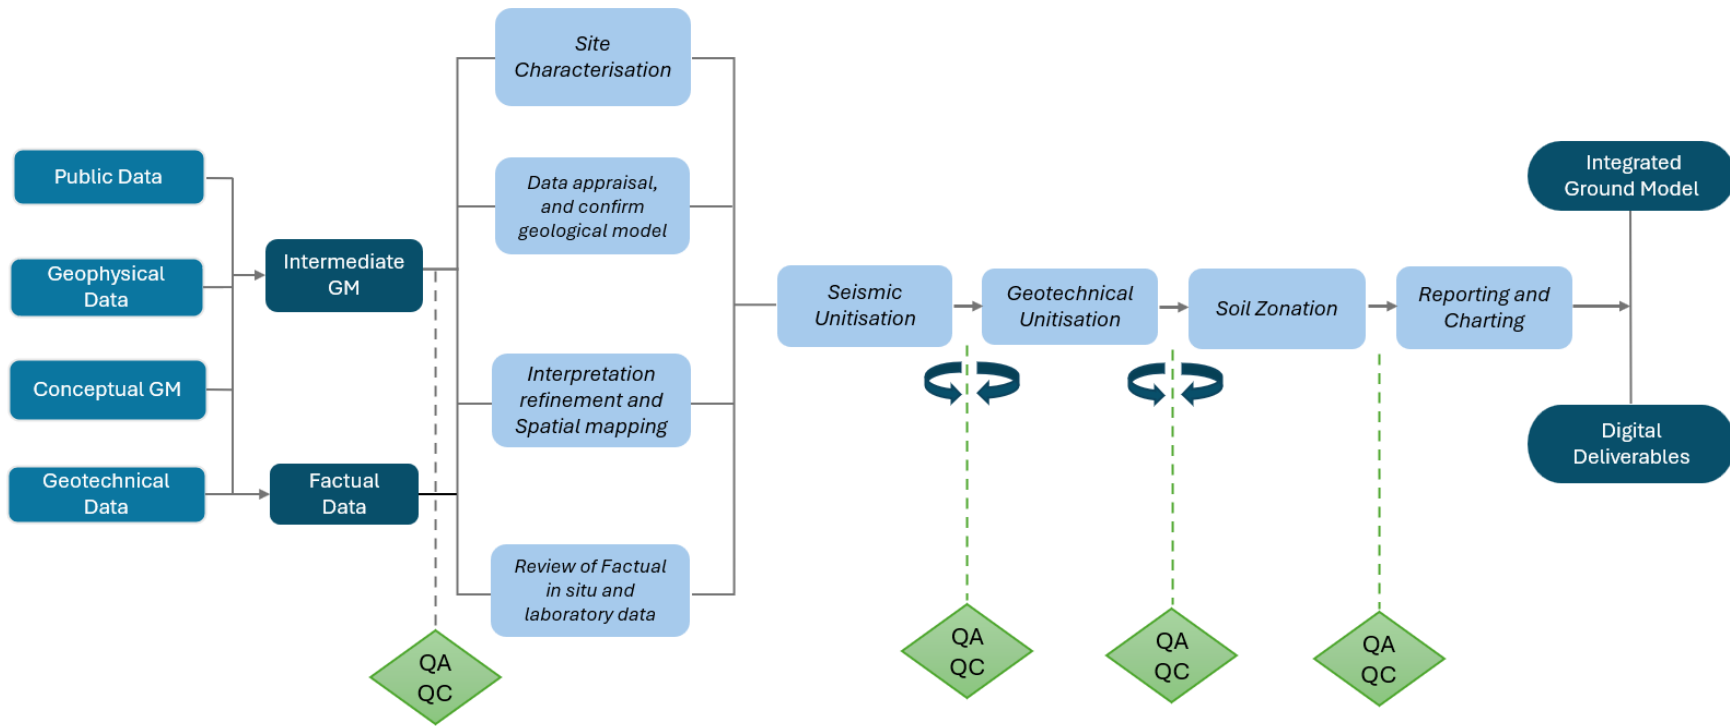 Public Data
Geophysical
Data
Conceptual GM
Geotechnical
Data
Intermediate
GM
Factual
Data
Site
Characterisation
Data appraisal,
and confirm
geological model
Interpretation
refinement and
Spatial mapping
Review of Factual
in situ and
laboratory data
Seismic
Unitisation
Geotechnical
Unitisation
Soil Zonation
Reporting and
Charting
Integrated
Ground Model
Digital
Deliverables
QA
QC
QA
QC
QA
QC
QA
QC